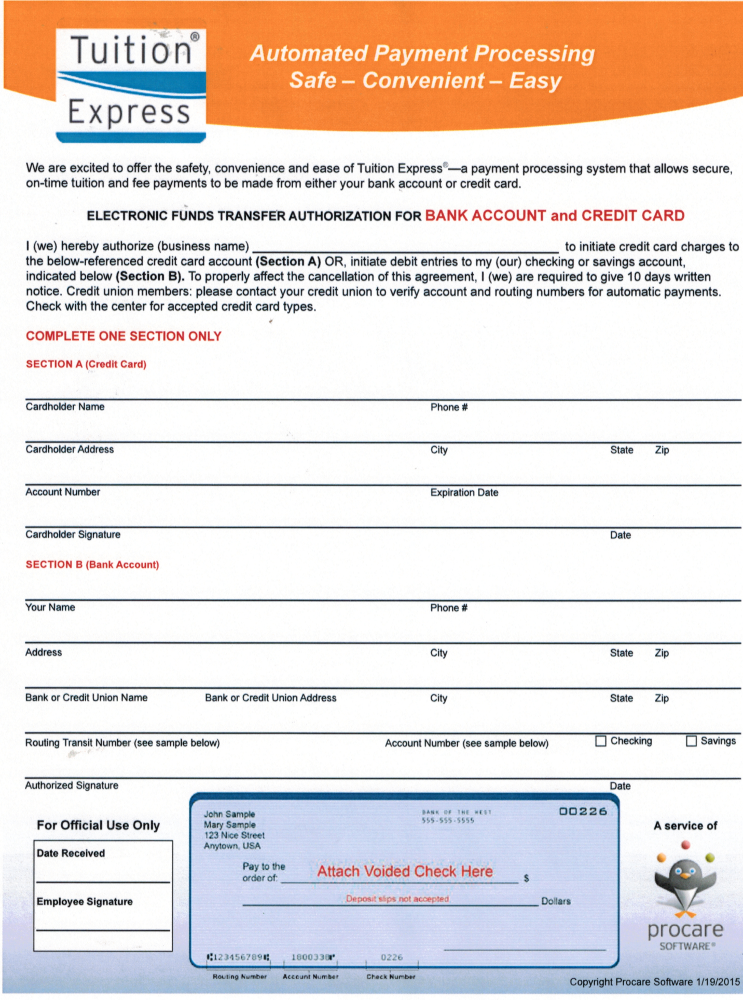 Tuition®
Express
Automated Payment Processing
Safe – Convenient – Easy
We are excited to offer the safety, convenience and ease of Tuition Express®—a payment processing system that allows secure,
on-time tuition and fee payments to be made from either your bank account or credit card.
ELECTRONIC FUNDS TRANSFER AUTHORIZATION FOR BANK ACCOUNT and CREDIT CARD
I (we) hereby authorize (business name) to initiate credit card charges to
the below-referenced credit card account (Section A) OR, initiate debit entries to my (our) checking or savings account,
indicated below (Section B). To properly affect the cancellation of this agreement, I (we) are required to give 10 days written
notice. Credit union members: please contact your credit union to verify account and routing numbers for automatic payments.
Check with the center for accepted credit card types.
COMPLETE ONE SECTION ONLY
SECTION A (Credit Card)
Cardholder Name Phone #
Cardholder Address City State Zip
Account Number Expiration Date
Cardholder Signature Date
SECTION B (Bank Account)
Your Name Phone #
Address City State Zip
Bank or Credit Union Name Bank or Credit Union Address City State Zip
Routing Transit Number (see sample below) Account Number (see sample below) Checking Savings
Authorized Signature Date
For Official Use Only
Date Received
Employee Signature
John Sample
Mary Sample
123 Nice Street
Anytown, USA
BANK OF THE WEST
555-555-5555
00226
Pay to the
order of: Attach Voided Check Here $
Deposit slips not accepted Dollars
⑆123456789⑆ 1800338⑈ 0226
Routing Number Account Number Check Number
A service of
procare
SOFTWARE®
Copyright Procare Software 1/19/2015